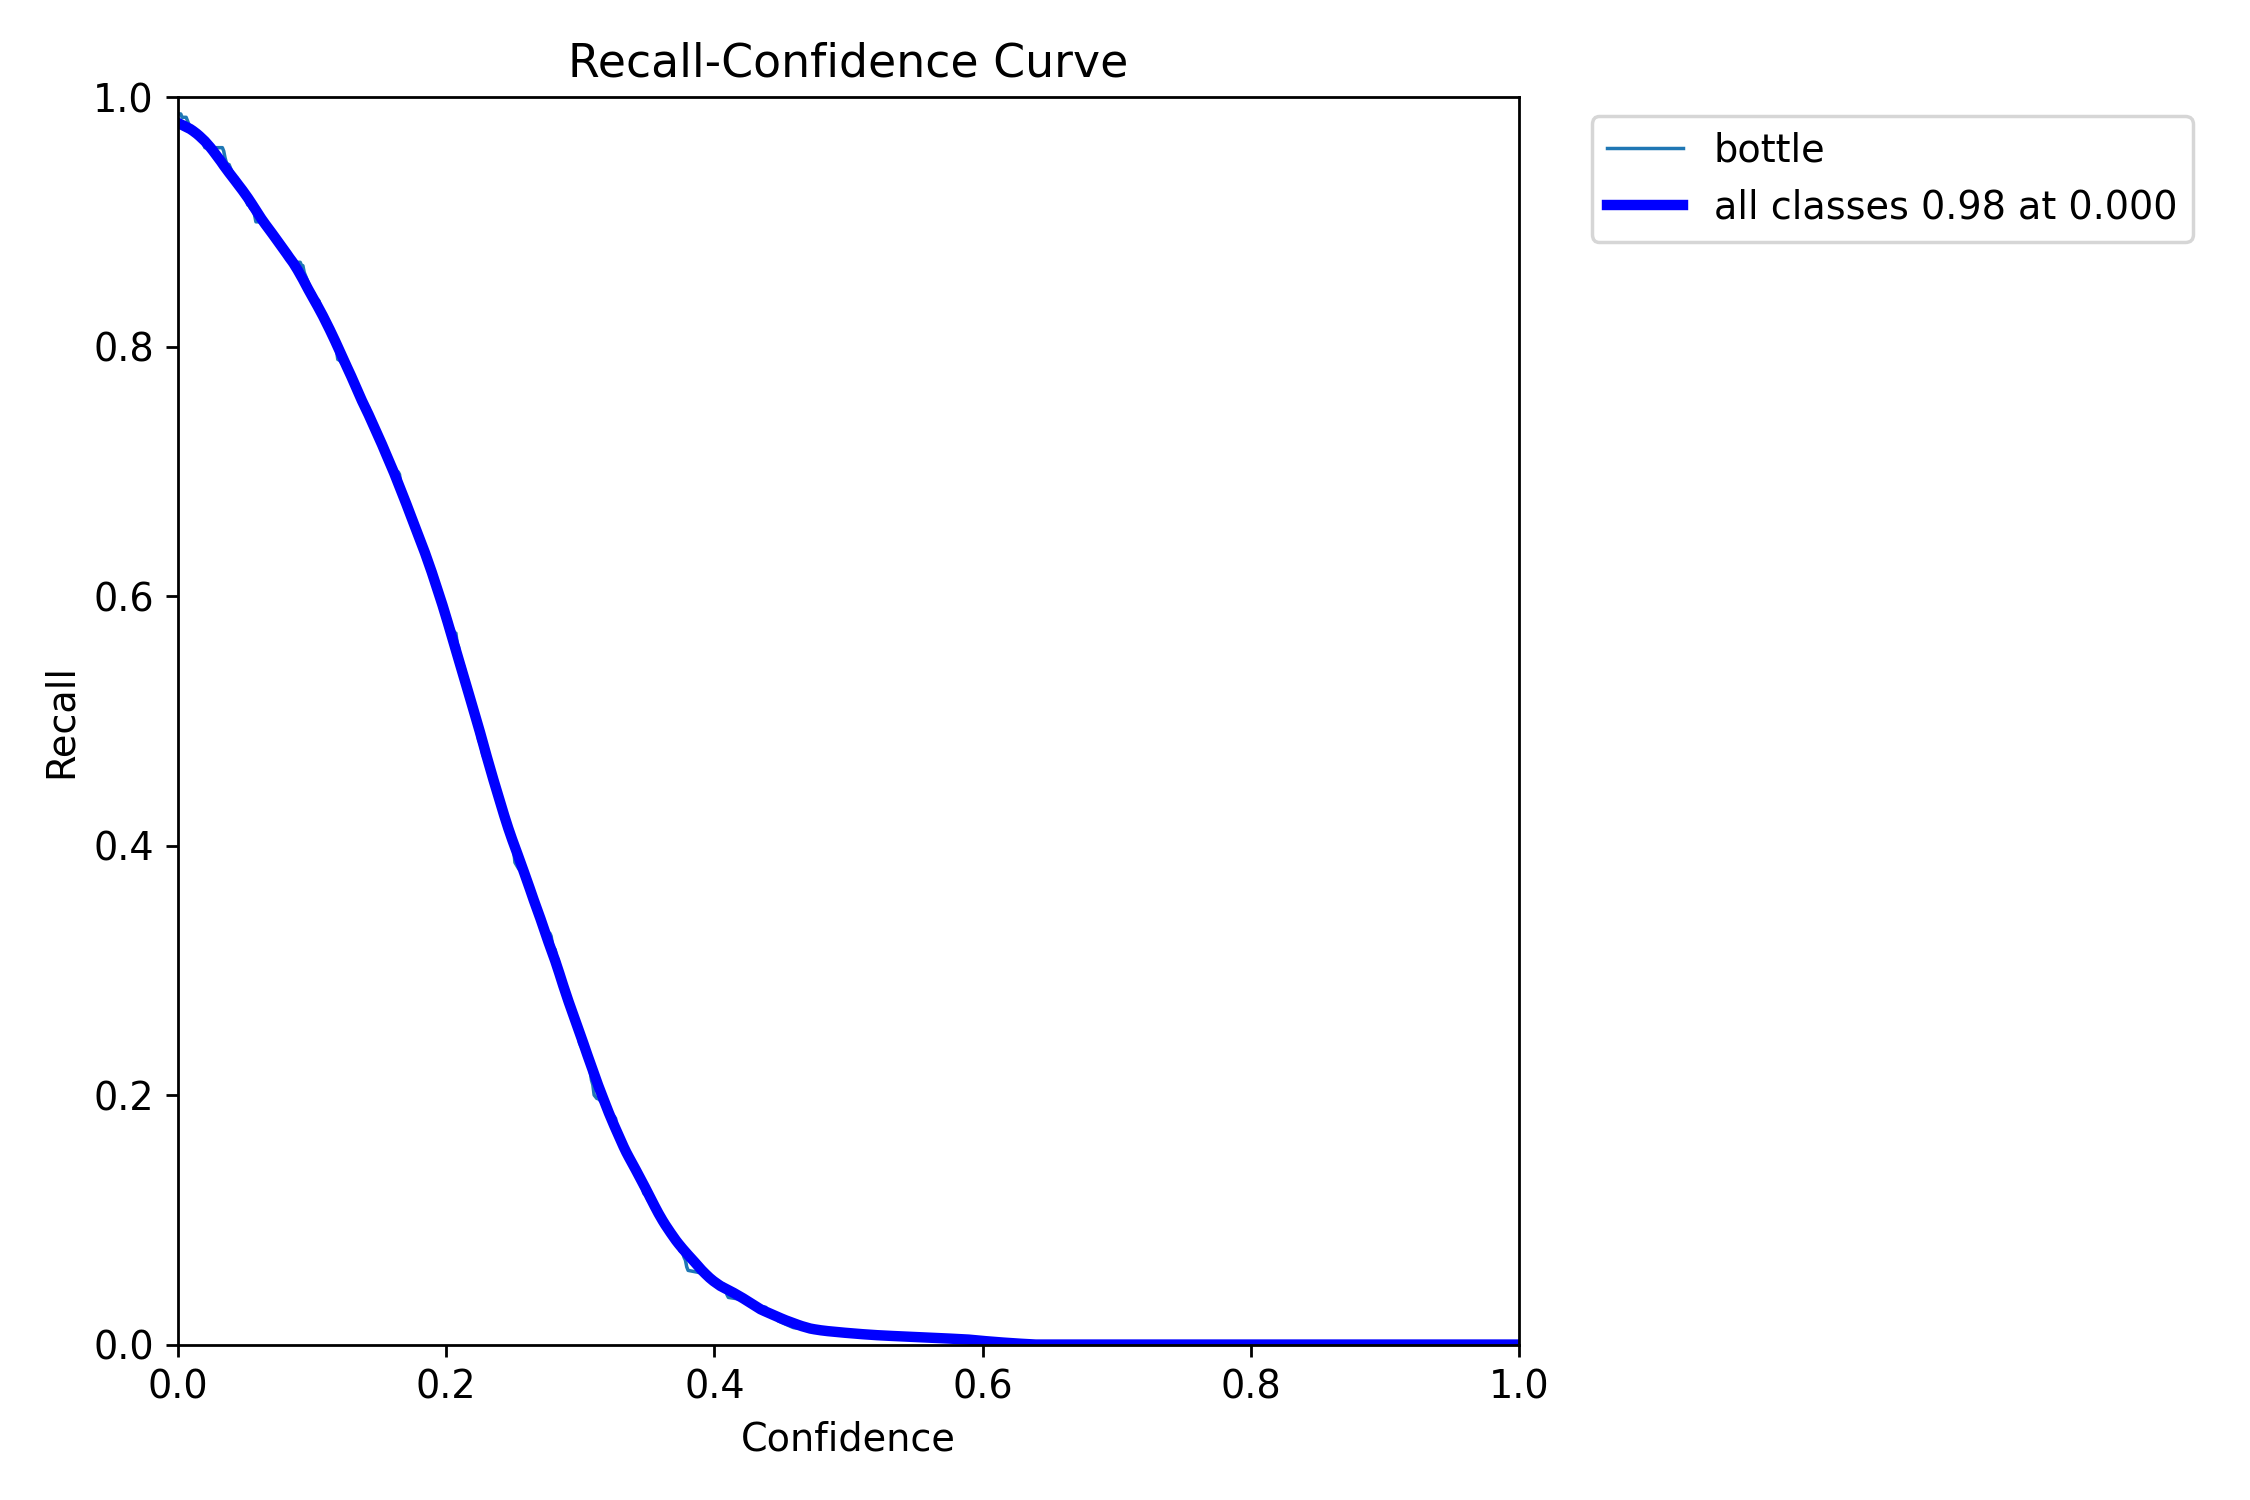 Recall-Confidence Curve
1.0
0.8
0.6
0.4
0.2
0.0
Recall
0.0 0.2 0.4 0.6 0.8 1.0
Confidence
bottle
all classes 0.98 at 0.000